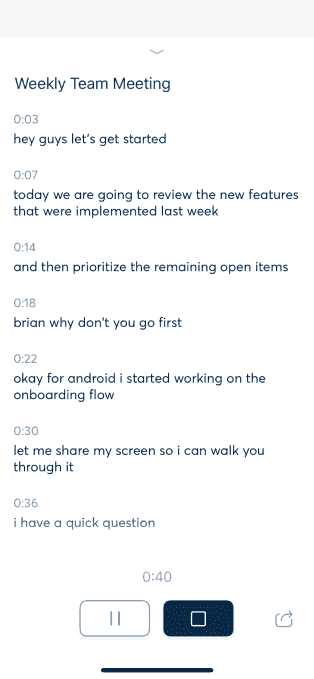 Weekly Team Meeting
0:03
hey guys let's get started
0:07
today we are going to review the new features
that were implemented last week
0:14
and then prioritize the remaining open items
0:18
brian why don't you go first
0:22
okay for android i started working on the
onboarding flow
0:30
let me share my screen so i can walk you
through it
0:36
i have a quick question
0:40